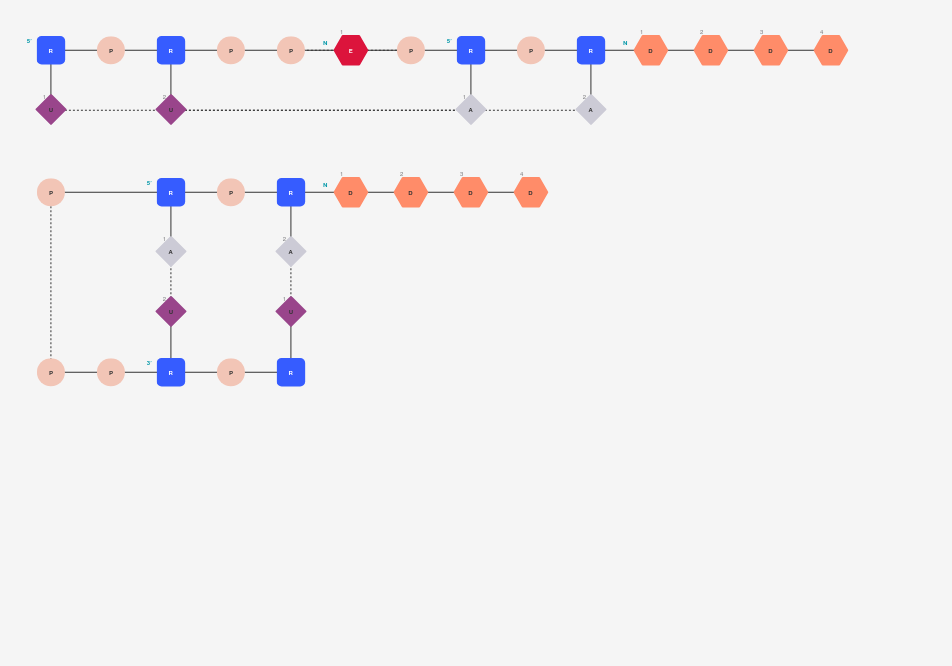 1
5' R P R P P N E P 5' R P R N D D D D
1 2 3 4
1 U 2 U 1 A 2 A
1 2 3 4
P 5' R P R N D D D D
1 A 2 A
2 U 1 U
P P 3' R P R